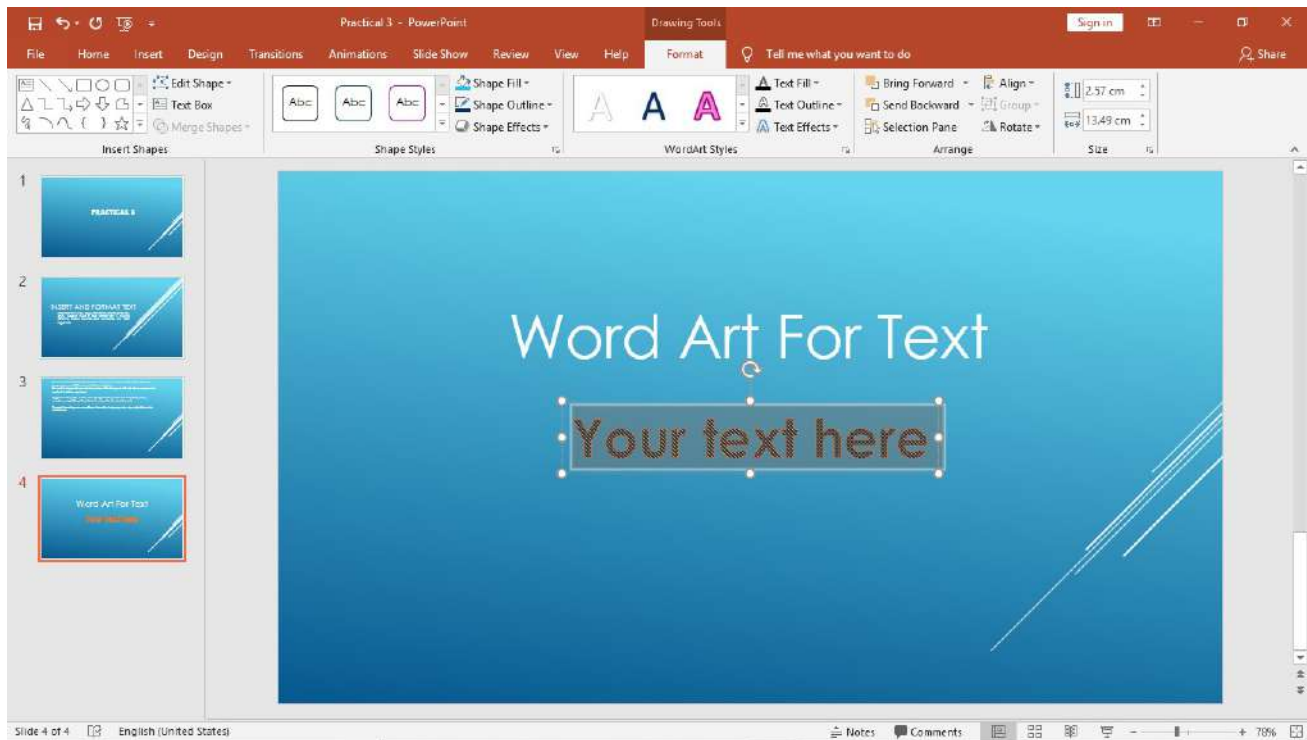 Practical 3 - PowerPoint
Drawing Tools
Sign in
File Home Insert Design Transitions Animations Slide Show Review View Help Format Tell me what you want to do Share
Edit Shape
Text Box
Merge Shapes
Insert Shapes
Abc Abc Abc
Shape Fill
Shape Outline
Shape Effects
Shape Styles
A A A
Text Fill
Text Outline
Text Effects
WordArt Styles
Bring Forward Align
Send Backward Group
Selection Pane Rotate
Arrange
2.57 cm
13.49 cm
Size
1
PRACTICAL 3
2
INSERT AND FORMAT TEXT
3
4
Word Art For Text
Word Art For Text
Your text here
Slide 4 of 4 English (United States) Notes Comments 78%